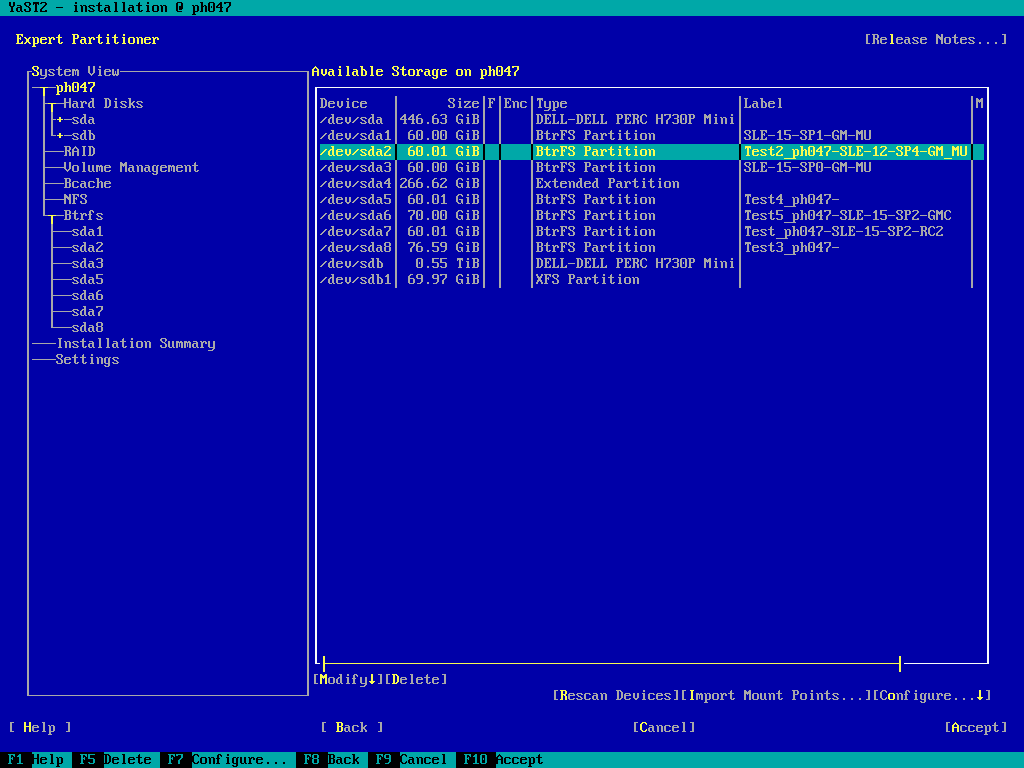 YaST2 - installation @ ph047
Expert Partitioner [Release Notes...]
System View
ph047
Hard Disks
+sda
+sdb
RAID
Volume Management
Bcache
NFS
Btrfs
sda1
sda2
sda3
sda5
sda6
sda7
sda8
Installation Summary
Settings
Available Storage on ph047
Device | Size|F|Enc|Type |Label |M
/dev/sda |446.63 GiB| | |DELL-DELL PERC H730P Mini| |
/dev/sda1| 60.00 GiB| | |BtrFS Partition |SLE-15-SP1-GM-MU |
/dev/sda2| 60.01 GiB| | |BtrFS Partition |Test2_ph047-SLE-12-SP4-GM_MU|
/dev/sda3| 60.00 GiB| | |BtrFS Partition |SLE-15-SP0-GM-MU |
/dev/sda4|266.62 GiB| | |Extended Partition | |
/dev/sda5| 60.01 GiB| | |BtrFS Partition |Test4_ph047- |
/dev/sda6| 70.00 GiB| | |BtrFS Partition |Test5_ph047-SLE-15-SP2-GMC |
/dev/sda7| 60.01 GiB| | |BtrFS Partition |Test_ph047-SLE-15-SP2-RC2 |
/dev/sda8| 76.59 GiB| | |BtrFS Partition |Test3_ph047- |
/dev/sdb | 0.55 TiB| | |DELL-DELL PERC H730P Mini| |
/dev/sdb1| 69.97 GiB| | |XFS Partition | |
[Modify↓][Delete]
[Rescan Devices][Import Mount Points...][Configure...↓]
[ Help ] [ Back ] [Cancel] [Accept]
F1 Help F5 Delete F7 Configure... F8 Back F9 Cancel F10 Accept